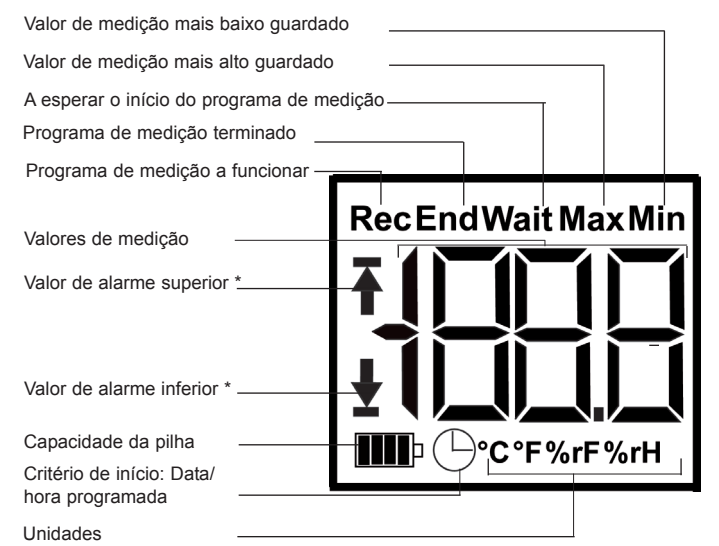 Valor de medição mais baixo guardado
Valor de medição mais alto guardado
A esperar o início do programa de medição
Programa de medição terminado
Programa de medição a funcionar
Rec End Wait Max Min
Valores de medição
Valor de alarme superior *
-188.8
Valor de alarme inferior *
Capacidade da pilha
°C °F %rF %rH
Critério de início: Data/
hora programada
Unidades